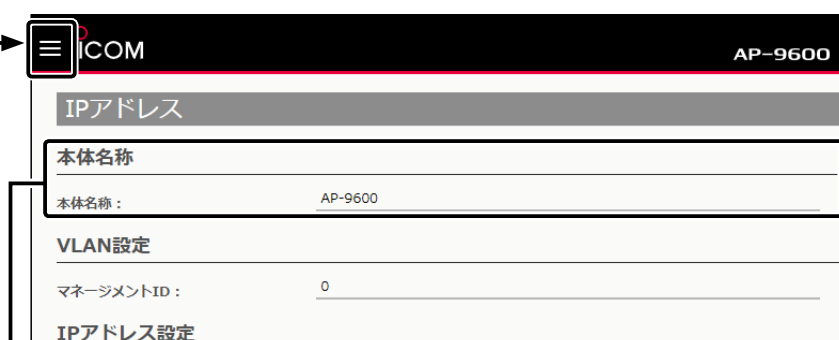 ICOM
AP-9600
IPアドレス
本体名称
本体名称： AP-9600
VLAN設定
マネージメントID： 0
IPアドレス設定